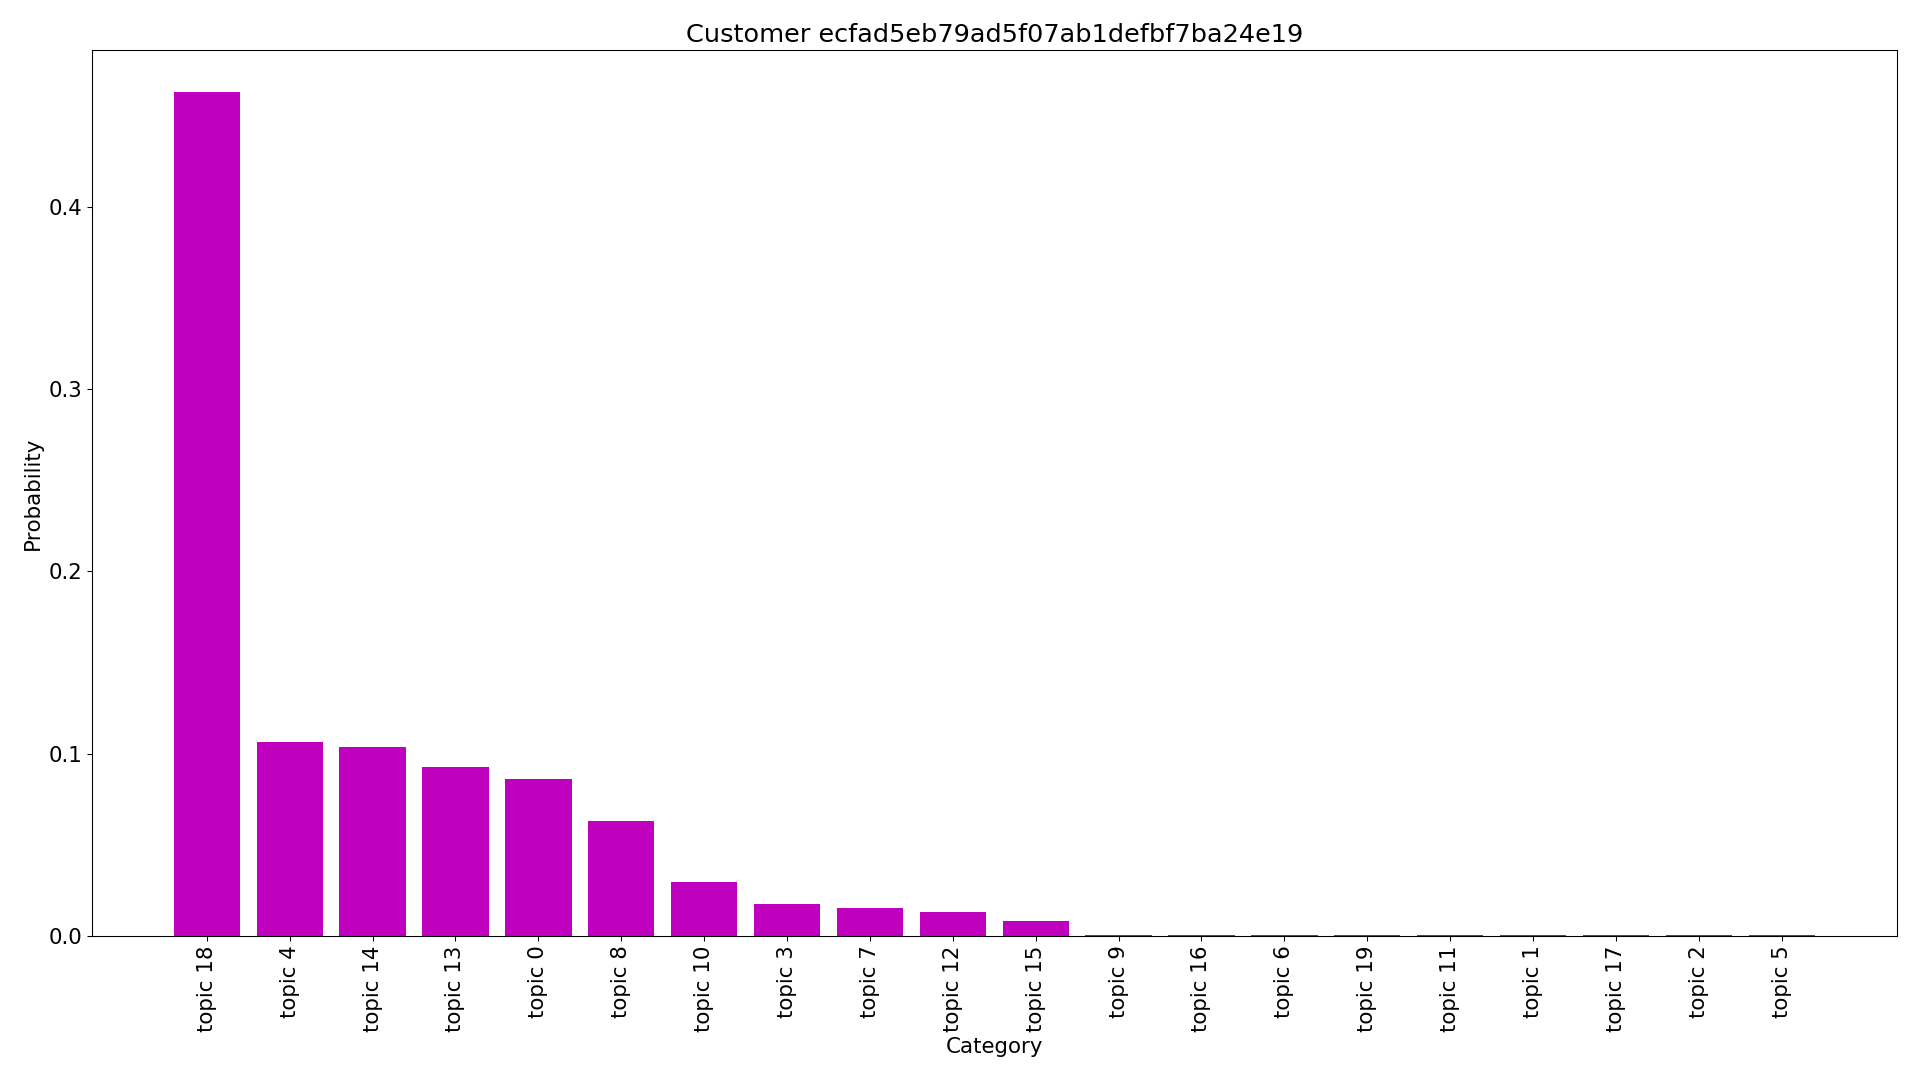 Customer ecfad5eb79ad5f07ab1defbf7ba24e19
Probability
0.4
0.3
0.2
0.1
0.0
topic 18
topic 4
topic 14
topic 13
topic 0
topic 8
topic 10
topic 3
topic 7
topic 12
topic 15
topic 9
topic 16
topic 6
topic 19
topic 11
topic 1
topic 17
topic 2
topic 5
Category